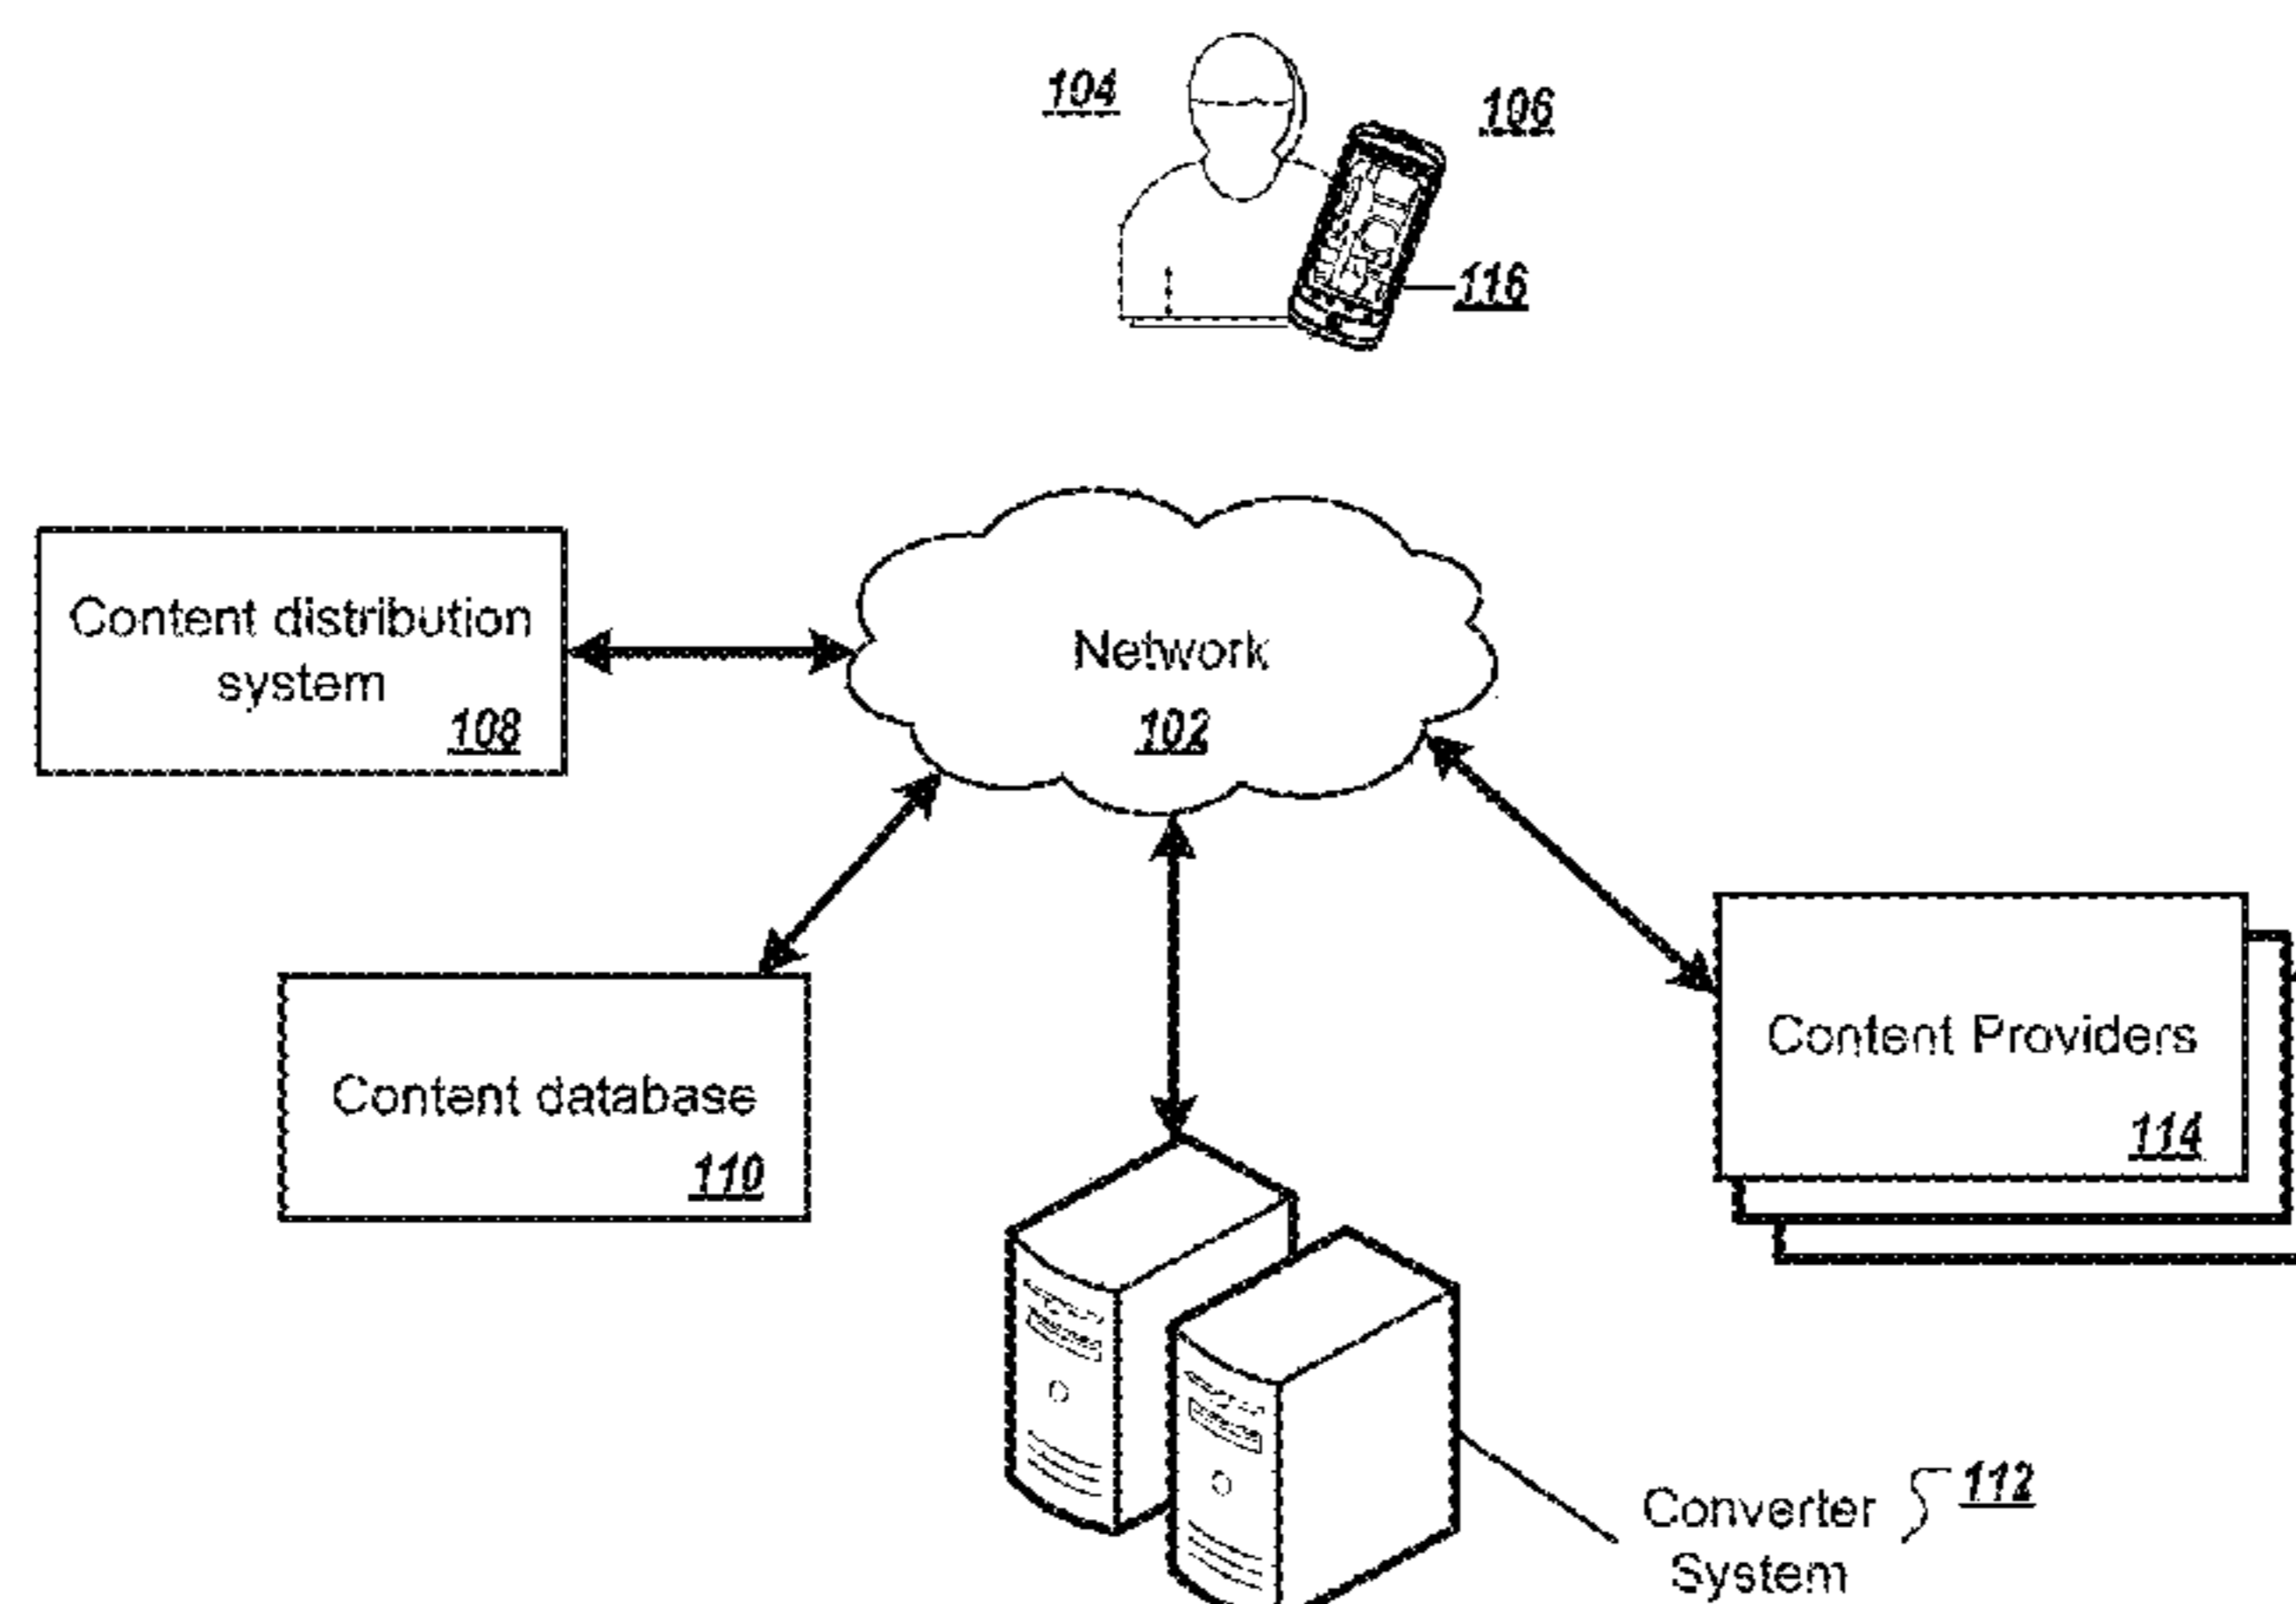 104
106
116
Content distribution
system
108
Network
102
Content database
110
Content Providers
114
Converter
System
112